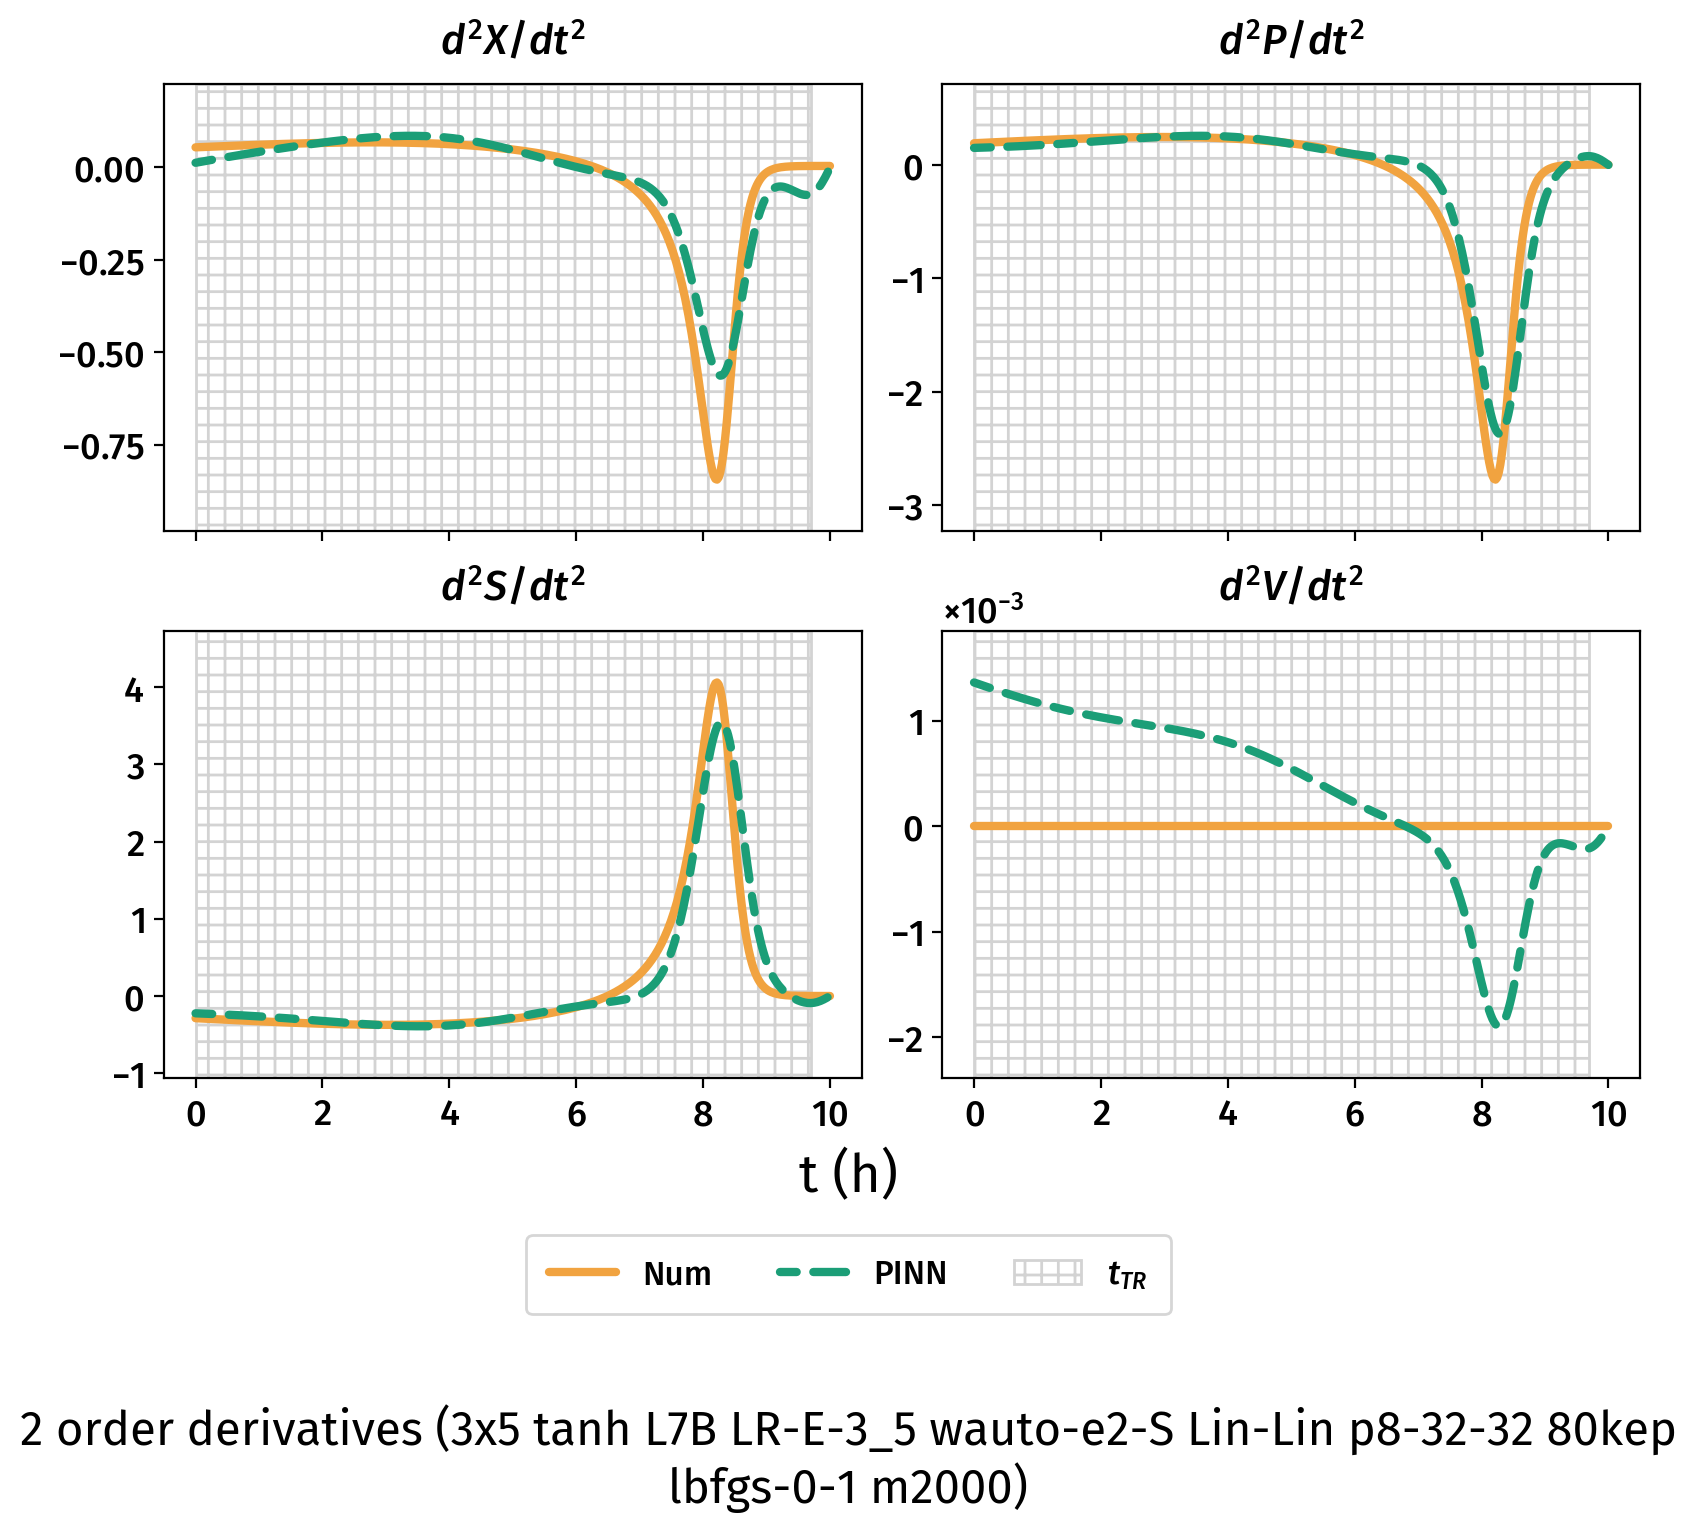 d²X/dt²
d²P/dt²
0.00
−0.25
−0.50
−0.75
0
−1
−2
−3
d²S/dt²
d²V/dt²
×10⁻³
4
3
2
1
0
−1
1
0
−1
−2
0 2 4 6 8 10
0 2 4 6 8 10
t (h)
Num PINN t_TR
2 order derivatives (3x5 tanh L7B LR-E-3_5 wauto-e2-S Lin-Lin p8-32-32 80kep
lbfgs-0-1 m2000)